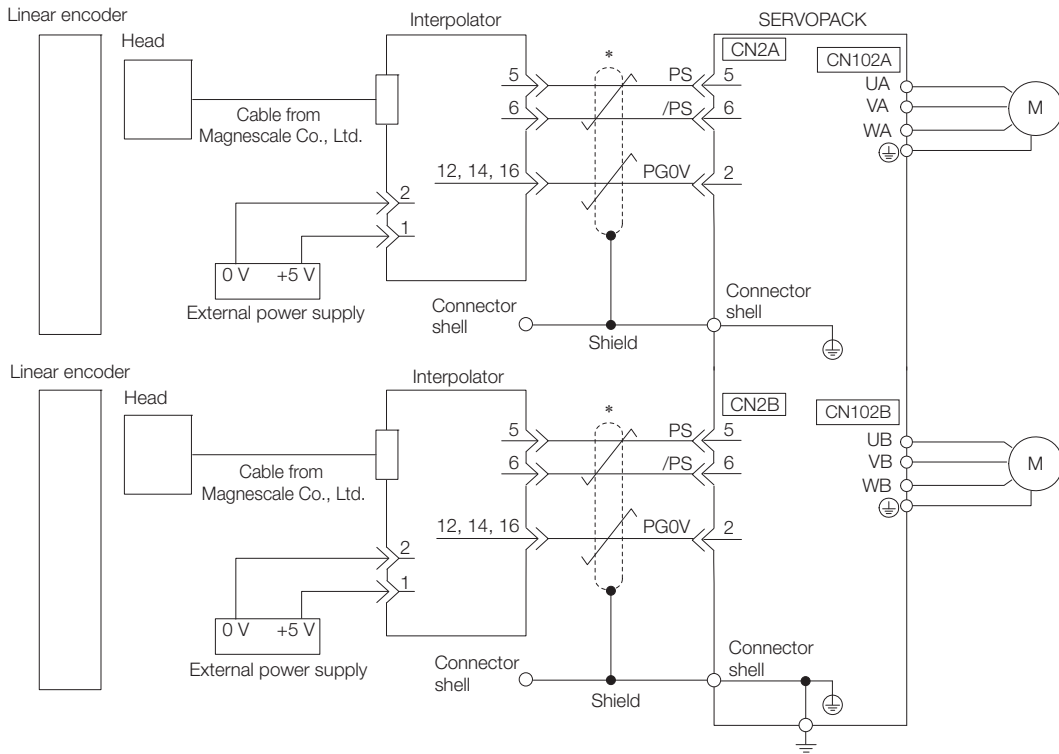 Linear encoder
Head
Cable from
Magnescale Co., Ltd.
Interpolator
5
6
12, 14, 16
2
1
0 V +5 V
External power supply
*
PS
/PS
PG0V
SERVOPACK
CN2A
5
6
2
CN102A
UA
VA
WA
M
Connector
shell
Shield
Connector
shell
Linear encoder
Head
Cable from
Magnescale Co., Ltd.
Interpolator
5
6
12, 14, 16
2
1
0 V +5 V
External power supply
*
PS
/PS
PG0V
CN2B
5
6
2
CN102B
UB
VB
WB
M
Connector
shell
Shield
Connector
shell